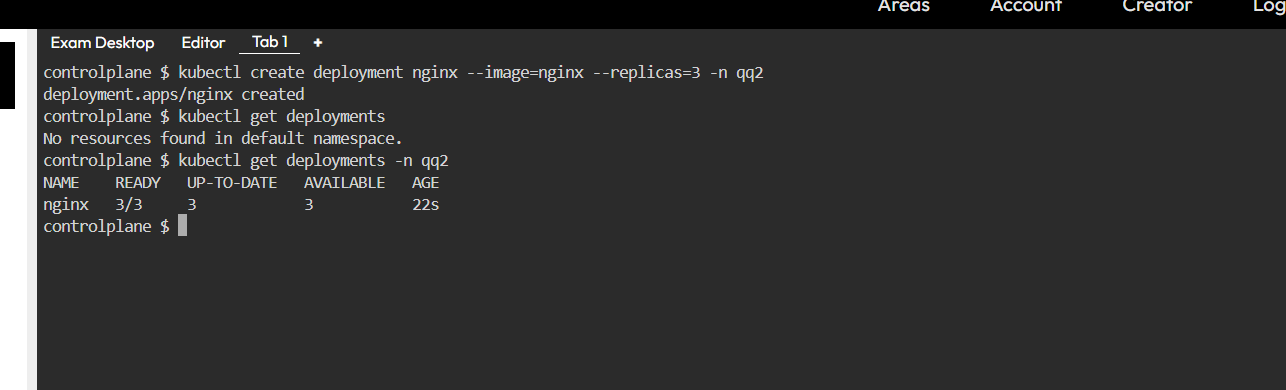 Areas Account Creator Log
Exam Desktop Editor Tab 1 +
controlplane $ kubectl create deployment nginx --image=nginx --replicas=3 -n qq2
deployment.apps/nginx created
controlplane $ kubectl get deployments
No resources found in default namespace.
controlplane $ kubectl get deployments -n qq2
NAME    READY   UP-TO-DATE   AVAILABLE   AGE
nginx   3/3     3            3           22s
controlplane $